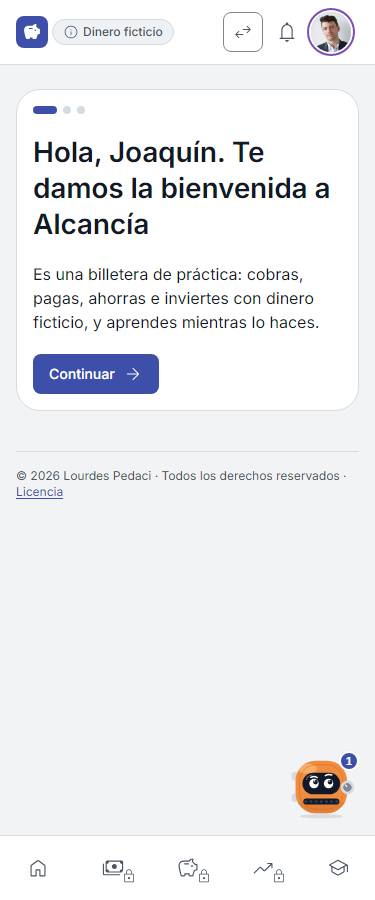 Dinero ficticio
Hola, Joaquín. Te
damos la bienvenida a
Alcancía
Es una billetera de práctica: cobras,
pagas, ahorras e inviertes con dinero
ficticio, y aprendes mientras lo haces.
Continuar
© 2026 Lourdes Pedaci · Todos los derechos reservados ·
Licencia
1